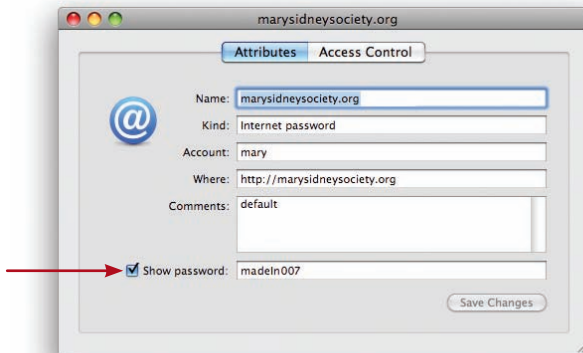 marysidneysociety.org
Attributes Access Control
Name: marysidneysociety.org
Kind: Internet password
Account: mary
Where: http://marysidneysociety.org
Comments: default
Show password: madeIn007
Save Changes